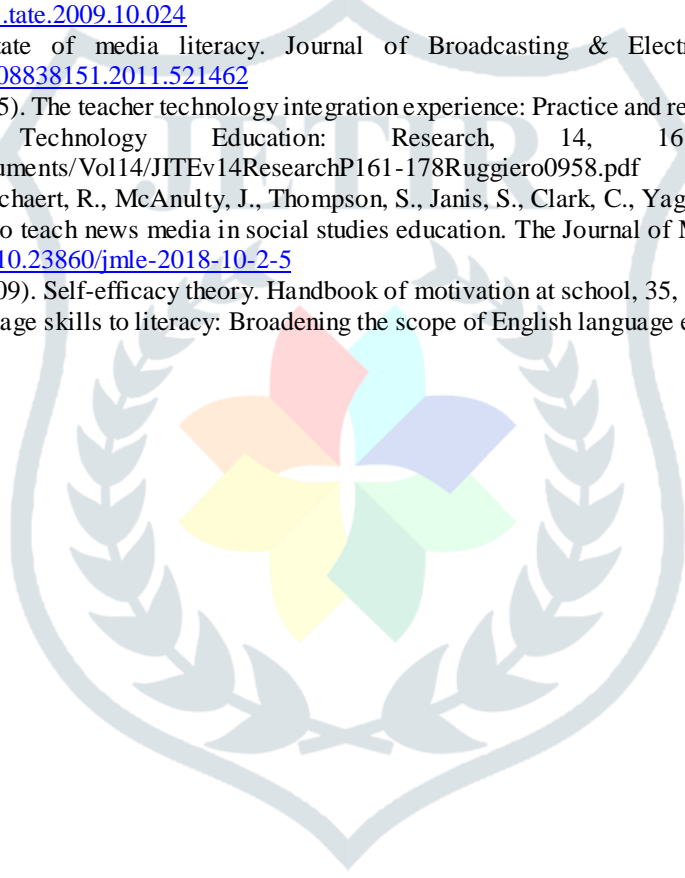 .tate.2009.10.024
tate of media literacy. Journal of Broadcasting & Electr
08838151.2011.521462
5). The teacher technology integration experience: Practice and re
Technology Education: Research, 14, 16
uments/Vol14/JITEv14ResearchP161-178Ruggiero0958.pdf
chaert, R., McAnulty, J., Thompson, S., Janis, S., Clark, C., Yag
o teach news media in social studies education. The Journal of M
10.23860/jmle-2018-10-2-5
09). Self-efficacy theory. Handbook of motivation at school, 35,
age skills to literacy: Broadening the scope of English language e
JETIR